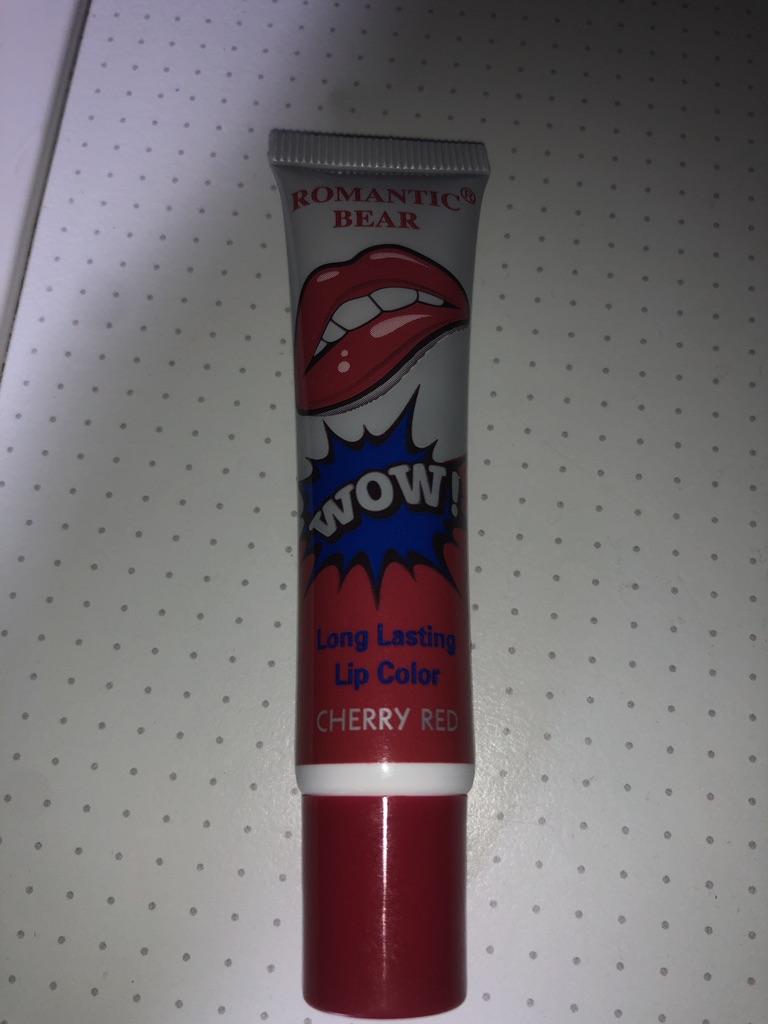 ROMANTIC®
BEAR
WOW!
Long Lasting
Lip Color
CHERRY RED